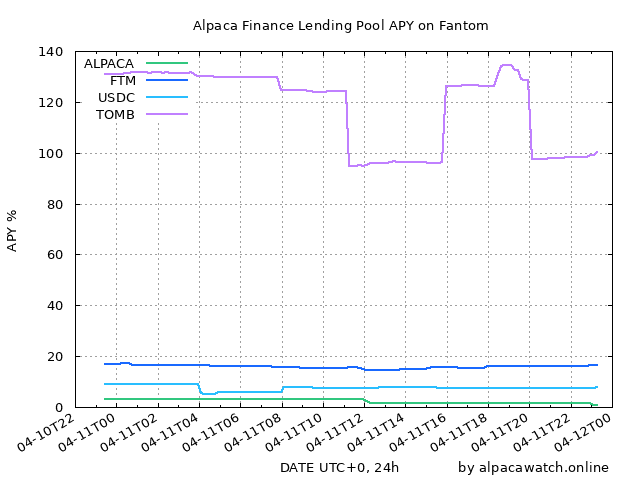 Alpaca Finance Lending Pool APY on Fantom
140
120
100
80
60
40
20
0
APY %
ALPACA
FTM
USDC
TOMB
04-10T22
04-11T00
04-11T02
04-11T04
04-11T06
04-11T08
04-11T10
04-11T12
04-11T14
04-11T16
04-11T18
04-11T20
04-11T22
04-12T00
DATE UTC+0, 24h
by alpacawatch.online